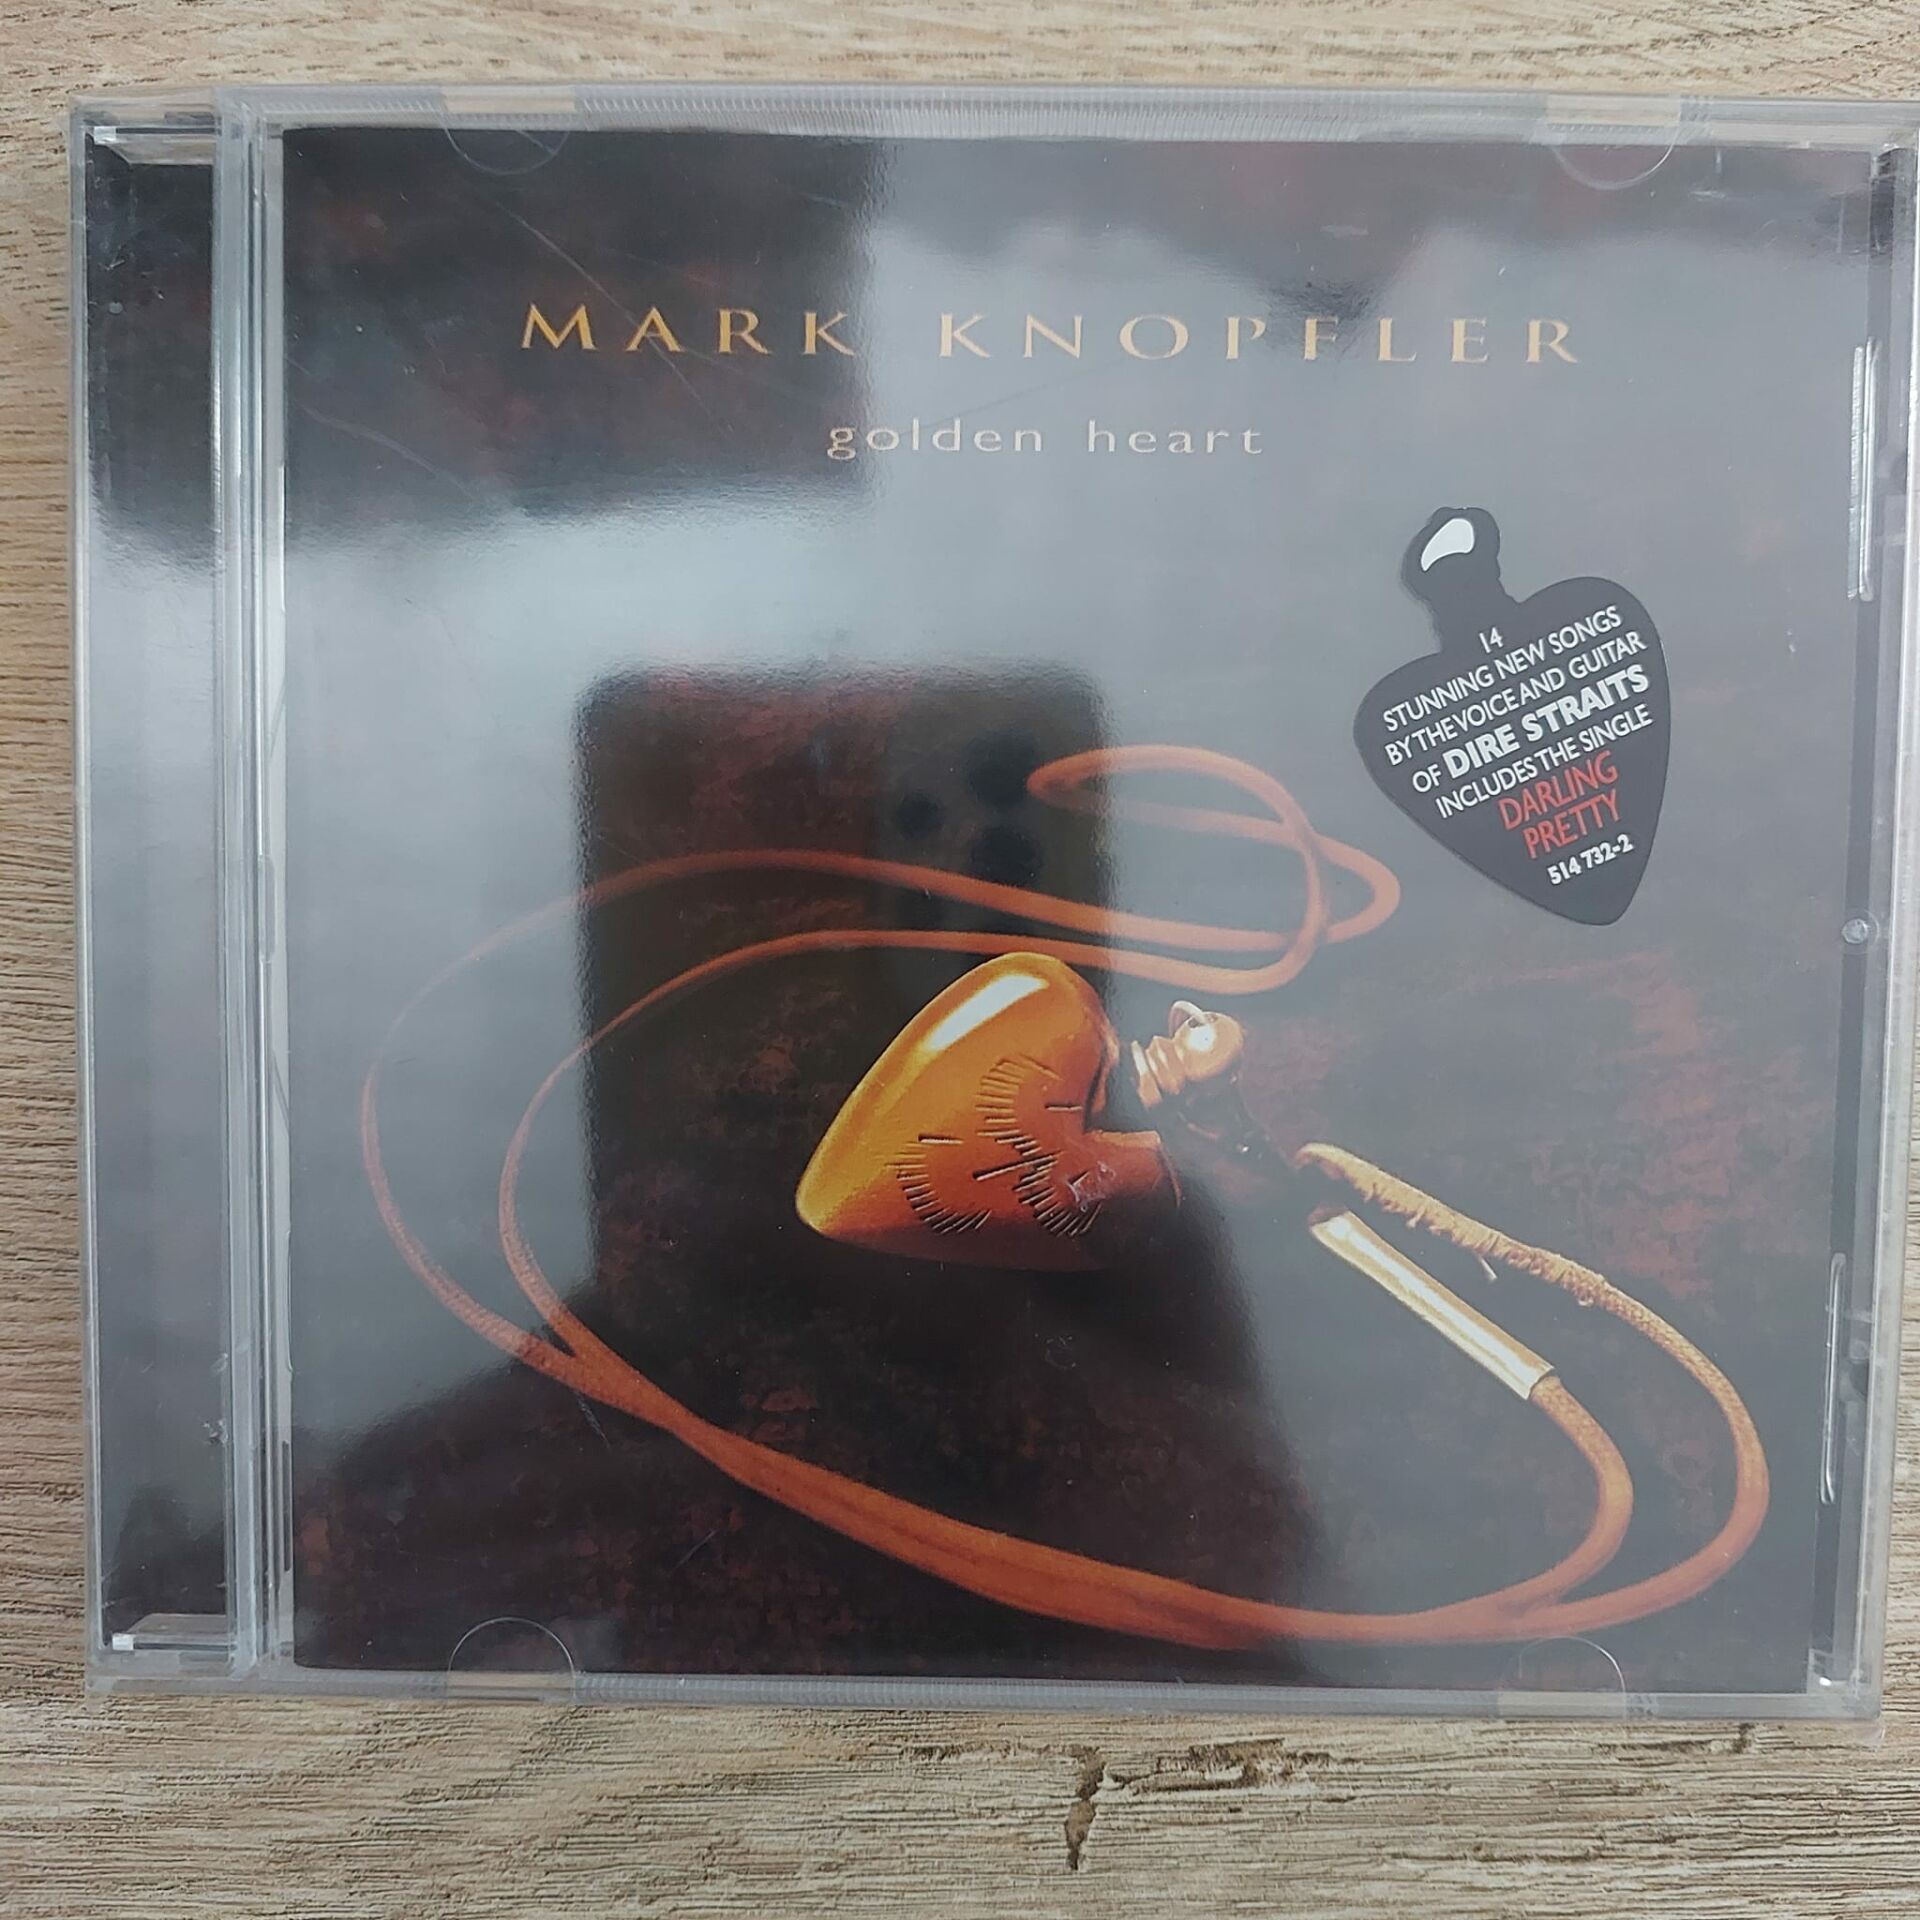 MARK KNOPFLER
golden heart
14
STUNNING NEW SONGS
BY THE VOICE AND GUITAR
OF DIRE STRAITS
INCLUDES THE SINGLE
DARLING
PRETTY
514 732-2